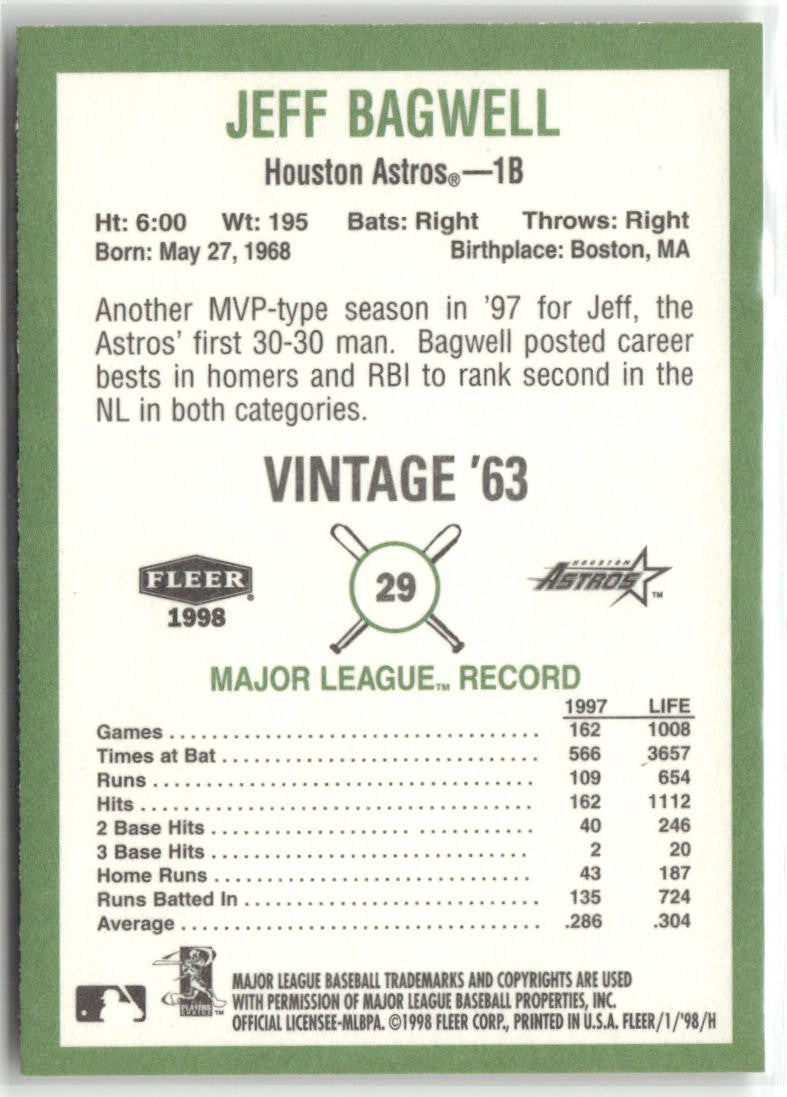 JEFF BAGWELL
Houston Astros®—1B
Ht: 6:00 Wt: 195 Bats: Right Throws: Right
Born: May 27, 1968 Birthplace: Boston, MA
Another MVP-type season in '97 for Jeff, the
Astros' first 30-30 man. Bagwell posted career
bests in homers and RBI to rank second in the
NL in both categories.
VINTAGE '63
FLEER
1998
29
HOUSTON
ASTROS™
MAJOR LEAGUE™ RECORD
1997 LIFE
Games . . . . . . . . . . . . . . . . . . . . . . . . . . . . . . . . . . . 162 1008
Times at Bat . . . . . . . . . . . . . . . . . . . . . . . . . . . . . . 566 3657
Runs . . . . . . . . . . . . . . . . . . . . . . . . . . . . . . . . . . . . 109 654
Hits . . . . . . . . . . . . . . . . . . . . . . . . . . . . . . . . . . . . . 162 1112
2 Base Hits . . . . . . . . . . . . . . . . . . . . . . . . . . . . . . 40 246
3 Base Hits . . . . . . . . . . . . . . . . . . . . . . . . . . . . . . 2 20
Home Runs . . . . . . . . . . . . . . . . . . . . . . . . . . . . . . 43 187
Runs Batted In . . . . . . . . . . . . . . . . . . . . . . . . . . . 135 724
Average . . . . . . . . . . . . . . . . . . . . . . . . . . . . . . . . . .286 .304
PLAYERS
CHOICE™
MAJOR LEAGUE BASEBALL TRADEMARKS AND COPYRIGHTS ARE USED
WITH PERMISSION OF MAJOR LEAGUE BASEBALL PROPERTIES, INC.
OFFICIAL LICENSEE-MLBPA. ©1998 FLEER CORP., PRINTED IN U.S.A. FLEER/1/'98/H